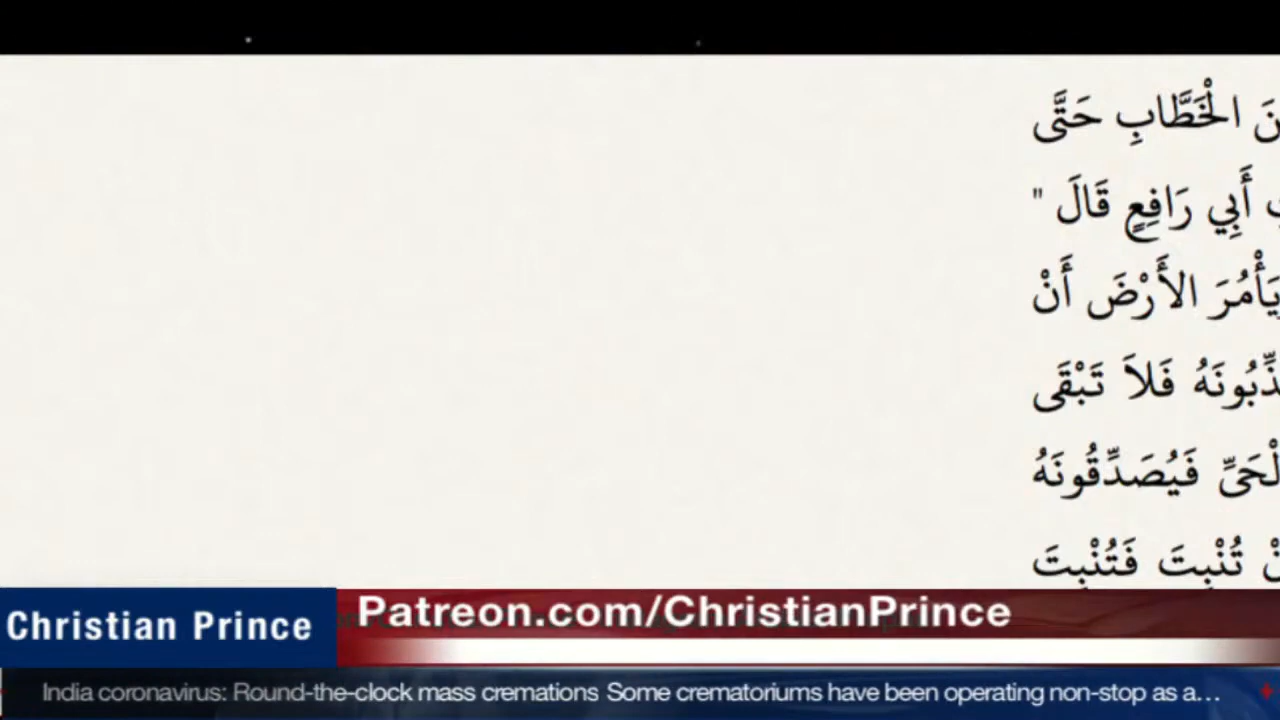 الْخَطَّابِ حَتَّى
أَبِي رَافِعٍ قَالَ "
يَأْمُرَ الأَرْضَ أَنْ
فَلاَ تَبْقَى
الْحَىِّ فَيُصَدِّقُونَهُ
تُنْبِتَ فَتُنْبِتَ
Christian Prince
Patreon.com/ChristianPrince
India coronavirus: Round-the-clock mass cremations Some crematoriums have been operating non-stop as a…